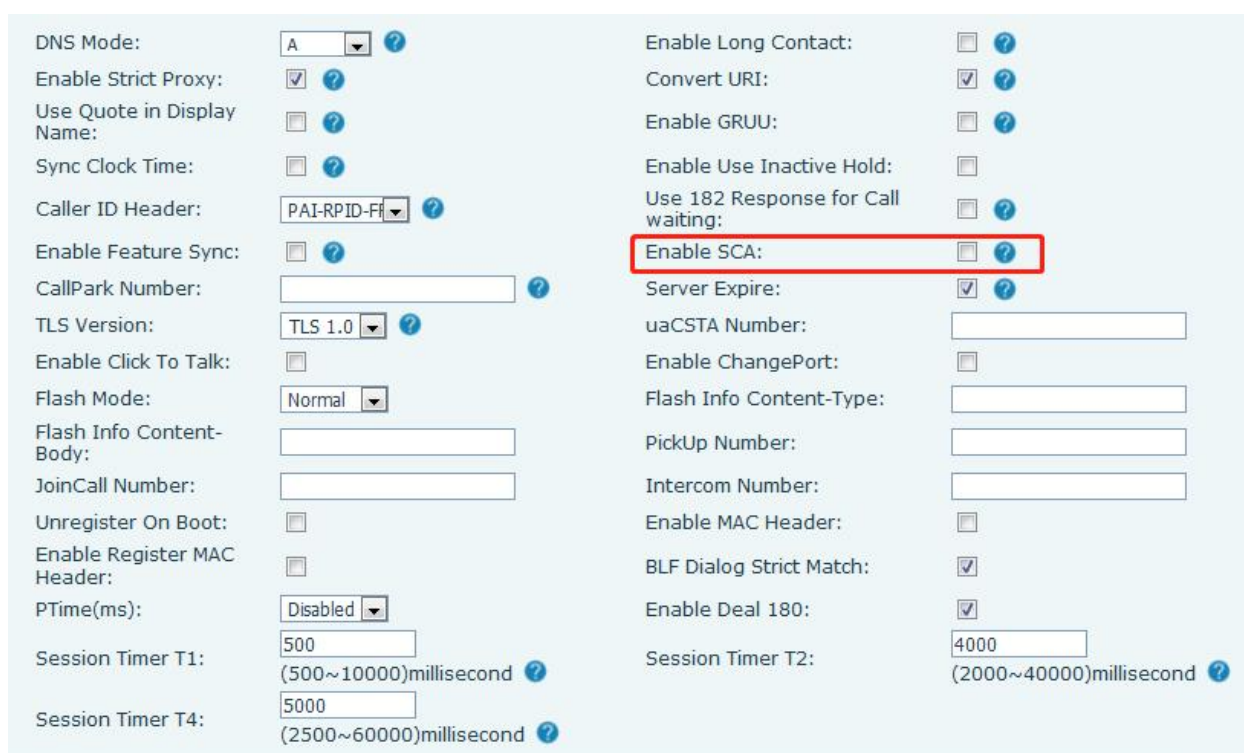 DNS Mode: A Enable Long Contact:
Enable Strict Proxy: Convert URI:
Use Quote in Display
Name: Enable GRUU:
Sync Clock Time: Enable Use Inactive Hold:
Caller ID Header: PAI-RPID-FI Use 182 Response for Call
waiting:
Enable Feature Sync: Enable SCA:
CallPark Number: Server Expire:
TLS Version: TLS 1.0 uaCSTA Number:
Enable Click To Talk: Enable ChangePort:
Flash Mode: Normal Flash Info Content-Type:
Flash Info Content-
Body: PickUp Number:
JoinCall Number: Intercom Number:
Unregister On Boot: Enable MAC Header:
Enable Register MAC
Header: BLF Dialog Strict Match:
PTime(ms): Disabled Enable Deal 180:
Session Timer T1: 500
(500~10000)millisecond
Session Timer T2: 4000
(2000~40000)millisecond
Session Timer T4: 5000
(2500~60000)millisecond